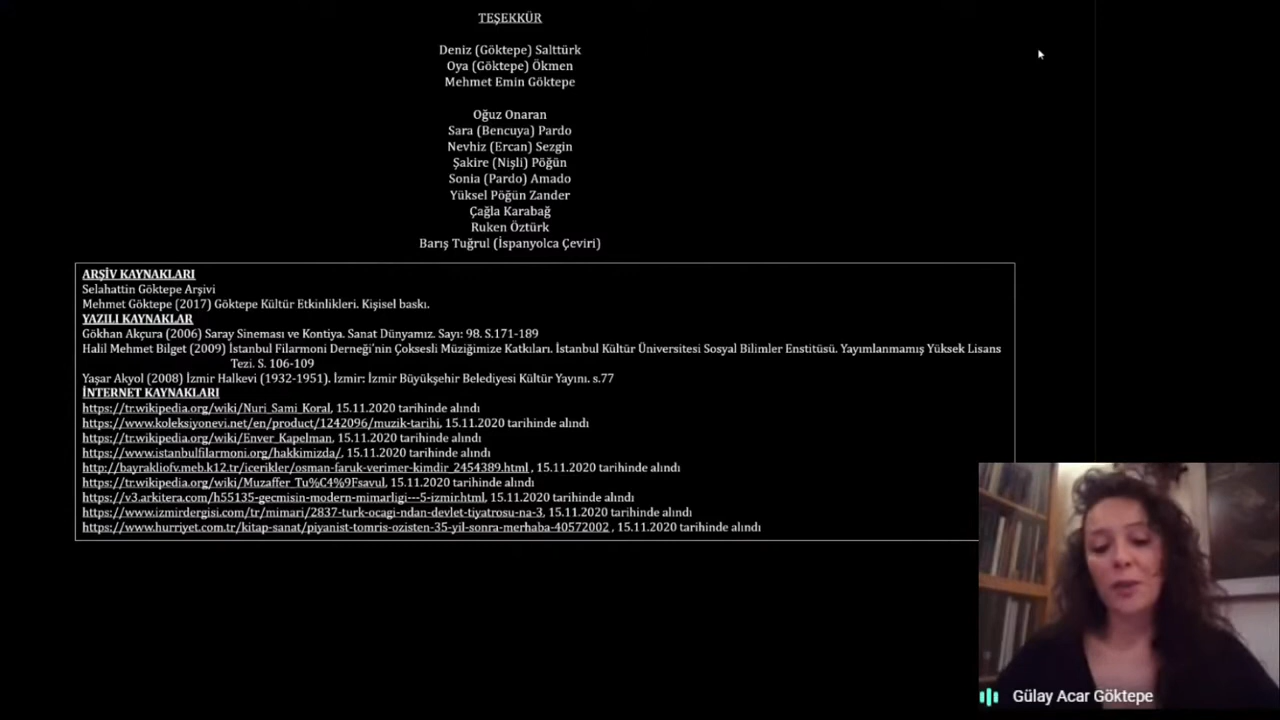 TEŞEKKÜR
Deniz (Göktepe) Salttürk
Oya (Göktepe) Ökmen
Mehmet Emin Göktepe
Oğuz Onaran
Sara (Bencuya) Pardo
Nevhiz (Ercan) Sezgin
Şakire (Nişli) Pöğün
Sonia (Pardo) Amado
Yüksel Pöğün Zander
Çağla Karabağ
Ruken Öztürk
Barış Tuğrul (İspanyolca Çeviri)
ARŞİV KAYNAKLARI
Selahattin Göktepe Arşivi
Mehmet Göktepe (2017) Göktepe Kültür Etkinlikleri. Kişisel baskı.
YAZILI KAYNAKLAR
Gökhan Akçura (2006) Saray Sineması ve Kontiya. Sanat Dünyamız. Sayı: 98. S.171-189
Halil Mehmet Bilget (2009) İstanbul Filarmoni Derneği'nin Çoksesli Müziğimize Katkıları. İstanbul Kültür Üniversitesi Sosyal Bilimler Enstitüsü. Yayımlanmamış Yüksek Lisans
Tezi. S. 106-109
Yaşar Akyol (2008) İzmir Halkevi (1932-1951). İzmir: İzmir Büyükşehir Belediyesi Kültür Yayını. s.77
İNTERNET KAYNAKLARI
https://tr.wikipedia.org/wiki/Nuri_Sami_Koral, 15.11.2020 tarihinde alındı
https://www.koleksiyonevi.net/en/product/1242096/muzik-tarihi, 15.11.2020 tarihinde alındı
https://tr.wikipedia.org/wiki/Enver_Kapelman, 15.11.2020 tarihinde alındı
https://www.istanbulfilarmoni.org/hakkimizda/, 15.11.2020 tarihinde alındı
http://bayrakliofv.meb.k12.tr/icerikler/osman-faruk-verimer-kimdir_2454389.html , 15.11.2020 tarihinde alındı
https://tr.wikipedia.org/wiki/Muzaffer_Tu%C4%9Fsavul, 15.11.2020 tarihinde alındı
https://v3.arkitera.com/h55135-gecmisin-modern-mimarligi---5-izmir.html, 15.11.2020 tarihinde alındı
https://www.izmirdergisi.com/tr/mimari/2837-turk-ocagi-ndan-devlet-tiyatrosu-na-3, 15.11.2020 tarihinde alındı
https://www.hurriyet.com.tr/kitap-sanat/piyanist-tomris-ozisten-35-yil-sonra-merhaba-40572002 , 15.11.2020 tarihinde alındı
Gülay Acar Göktepe